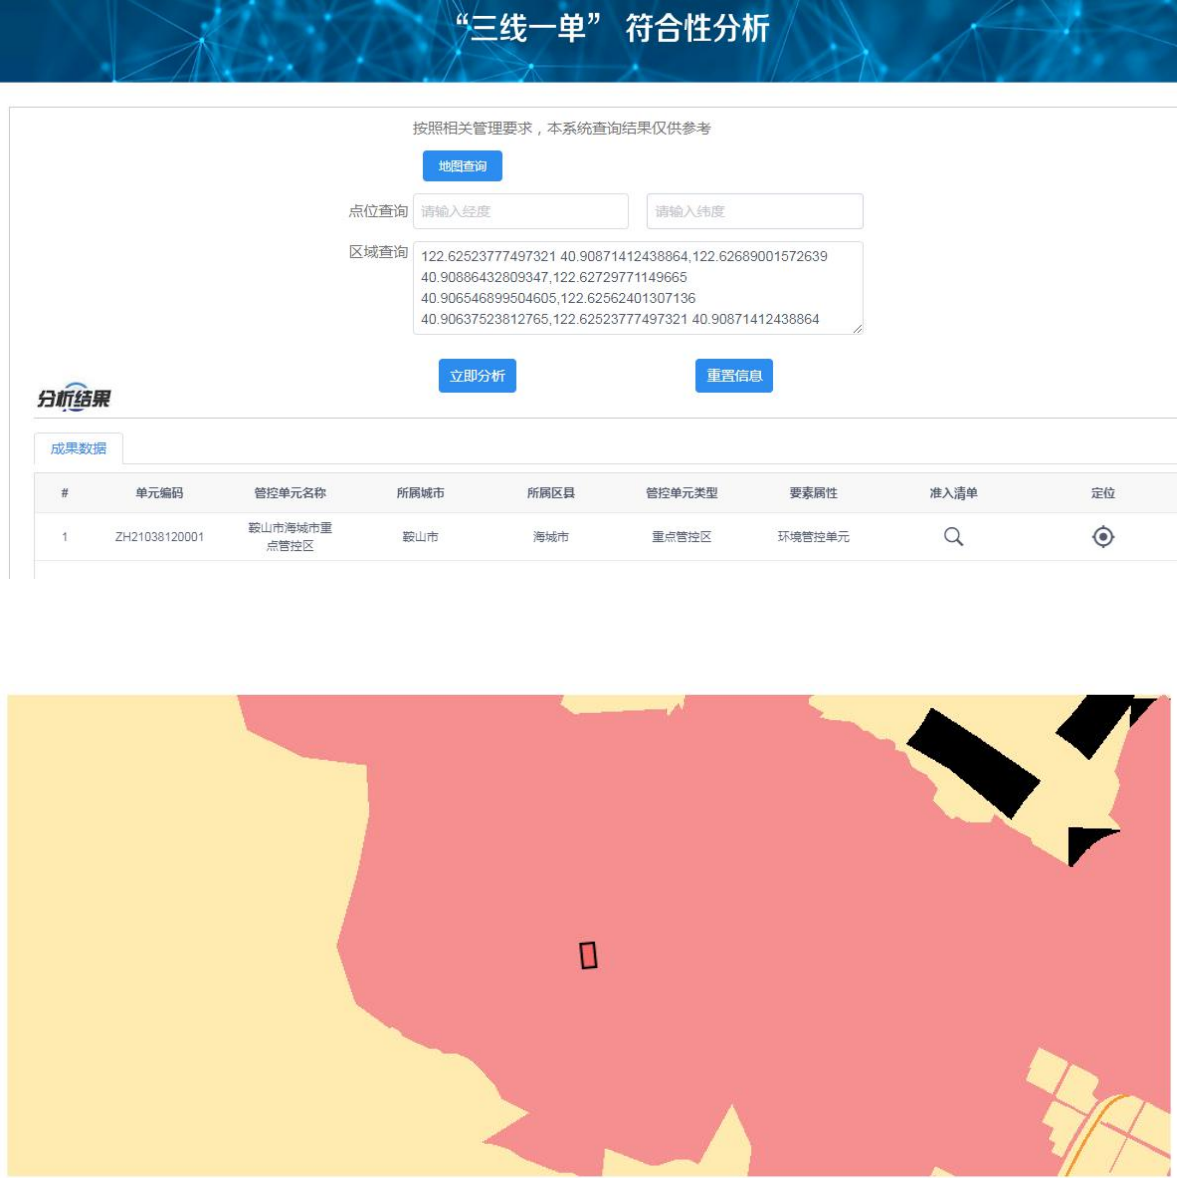 “三线一单” 符合性分析
按照相关管理要求，本系统查询结果仅供参考
地图查询
点位查询 请输入经度 请输入纬度
区域查询 122.62523777497321 40.90871412438864,122.62689001572639
40.90886432809347,122.62729771149665
40.906546899504605,122.62562401307136
40.90637523812765,122.62523777497321 40.90871412438864
立即分析 重置信息
分析结果
成果数据
# 单元编码 管控单元名称 所属城市 所属区县 管控单元类型 要素属性 准入清单 定位
1 ZH21038120001 鞍山市海城市重 鞍山市 海城市 重点管控区 环境管控单元
点管控区